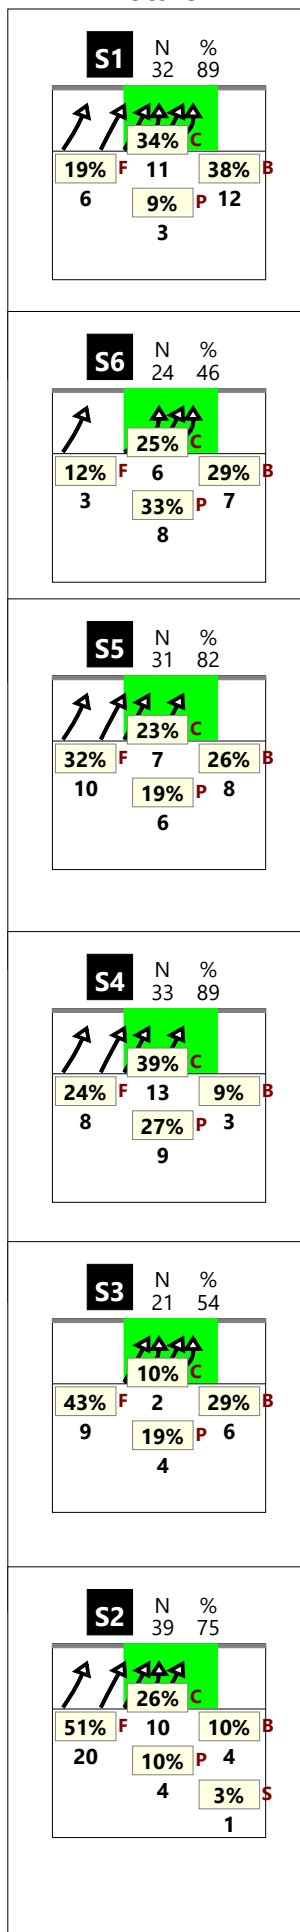 S1 N %
32 89
34% C
19% F 11 38% B
6 9% P 12
3
S6 N %
24 46
25% C
12% F 6 29% B
3 33% P 7
8
S5 N %
31 82
23% C
32% F 7 26% B
10 19% P 8
6
S4 N %
33 89
39% C
24% F 13 9% B
8 27% P 3
9
S3 N %
21 54
10% C
43% F 2 29% B
9 19% P 6
4
S2 N %
39 75
26% C
51% F 10 10% B
20 10% P 4
4 3% S
1